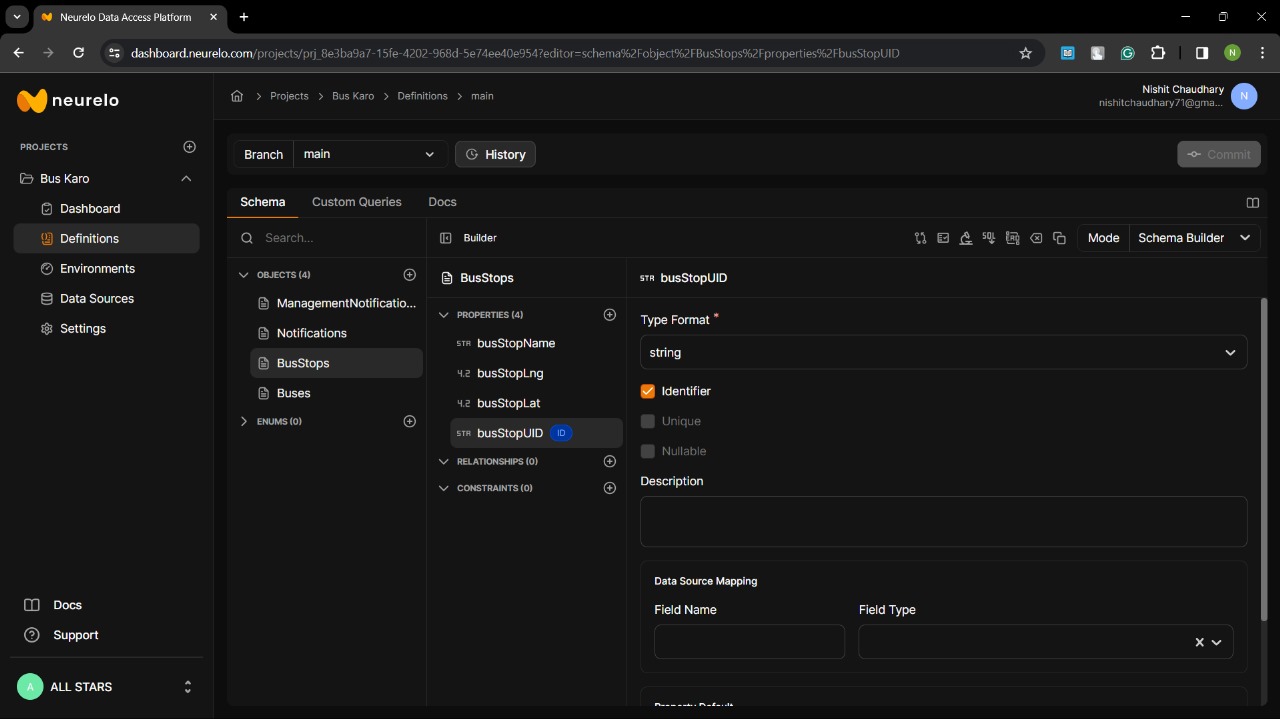 Neurelo Data Access Platform
dashboard.neurelo.com/projects/prj_8e3ba9a7-15fe-4202-968d-5e74ee40e954?editor=schema%2Fobject%2FBusStops%2Fproperties%2FbusStopUID
N
neurelo
Projects > Bus Karo > Definitions > main
Nishit Chaudhary
nishitchaudhary71@gma...
N
PROJECTS
Bus Karo
Dashboard
Definitions
Environments
Data Sources
Settings
Docs
Support
A ALL STARS
Branch main
History
Commit
Schema Custom Queries Docs
Search...
Builder
SQL
Mode Schema Builder
OBJECTS (4)
ManagementNotificatio...
Notifications
BusStops
Buses
ENUMS (0)
BusStops
PROPERTIES (4)
STR busStopName
4.2 busStopLng
4.2 busStopLat
STR busStopUID ID
RELATIONSHIPS (0)
CONSTRAINTS (0)
STR busStopUID
Type Format *
string
Identifier
Unique
Nullable
Description
Data Source Mapping
Field Name Field Type
Property Default